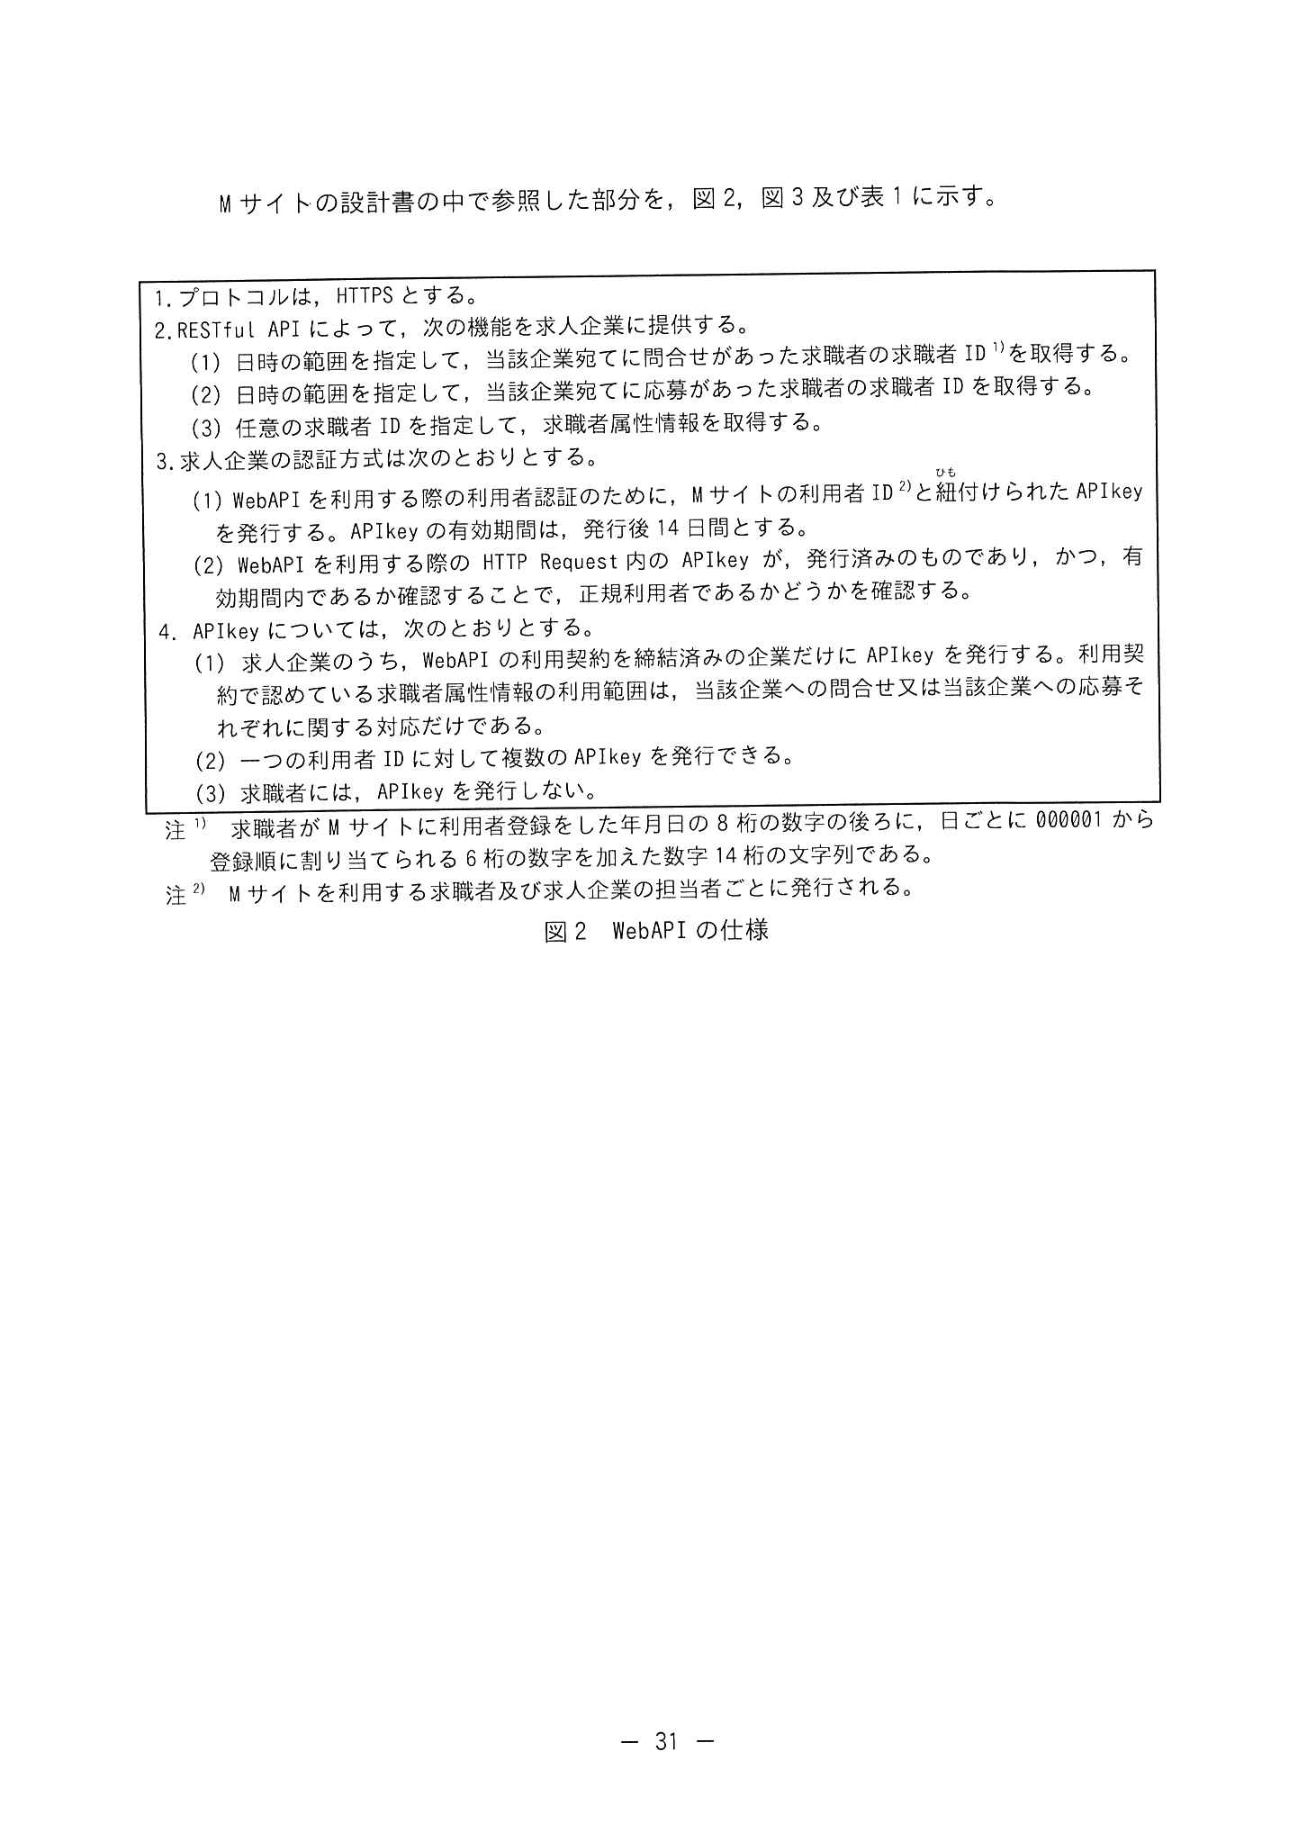 Mサイトの設計書の中で参照した部分を，図2，図3及び表1に示す。
1.プロトコルは，HTTPSとする。
2.RESTful APIによって，次の機能を求人企業に提供する。
(1) 日時の範囲を指定して，当該企業宛てに問合せがあった求職者の求職者ID1)を取得する。
(2) 日時の範囲を指定して，当該企業宛てに応募があった求職者の求職者IDを取得する。
(3) 任意の求職者IDを指定して，求職者属性情報を取得する。
3.求人企業の認証方式は次のとおりとする。
ひも
(1) WebAPIを利用する際の利用者認証のために，Mサイトの利用者ID2)と紐付けられたAPIkey
を発行する。APIkeyの有効期間は，発行後14日間とする。
(2) WebAPIを利用する際のHTTP Request内のAPIkeyが，発行済みのものであり，かつ，有
効期間内であるか確認することで，正規利用者であるかどうかを確認する。
4. APIkeyについては，次のとおりとする。
(1) 求人企業のうち，WebAPIの利用契約を締結済みの企業だけにAPIkeyを発行する。利用契
約で認めている求職者属性情報の利用範囲は，当該企業への問合せ又は当該企業への応募そ
れぞれに関する対応だけである。
(2) 一つの利用者IDに対して複数のAPIkeyを発行できる。
(3) 求職者には，APIkeyを発行しない。
注1) 求職者がMサイトに利用者登録をした年月日の8桁の数字の後ろに，日ごとに000001から
登録順に割り当てられる6桁の数字を加えた数字14桁の文字列である。
注2) Mサイトを利用する求職者及び求人企業の担当者ごとに発行される。
図2 WebAPIの仕様
－ 31 －